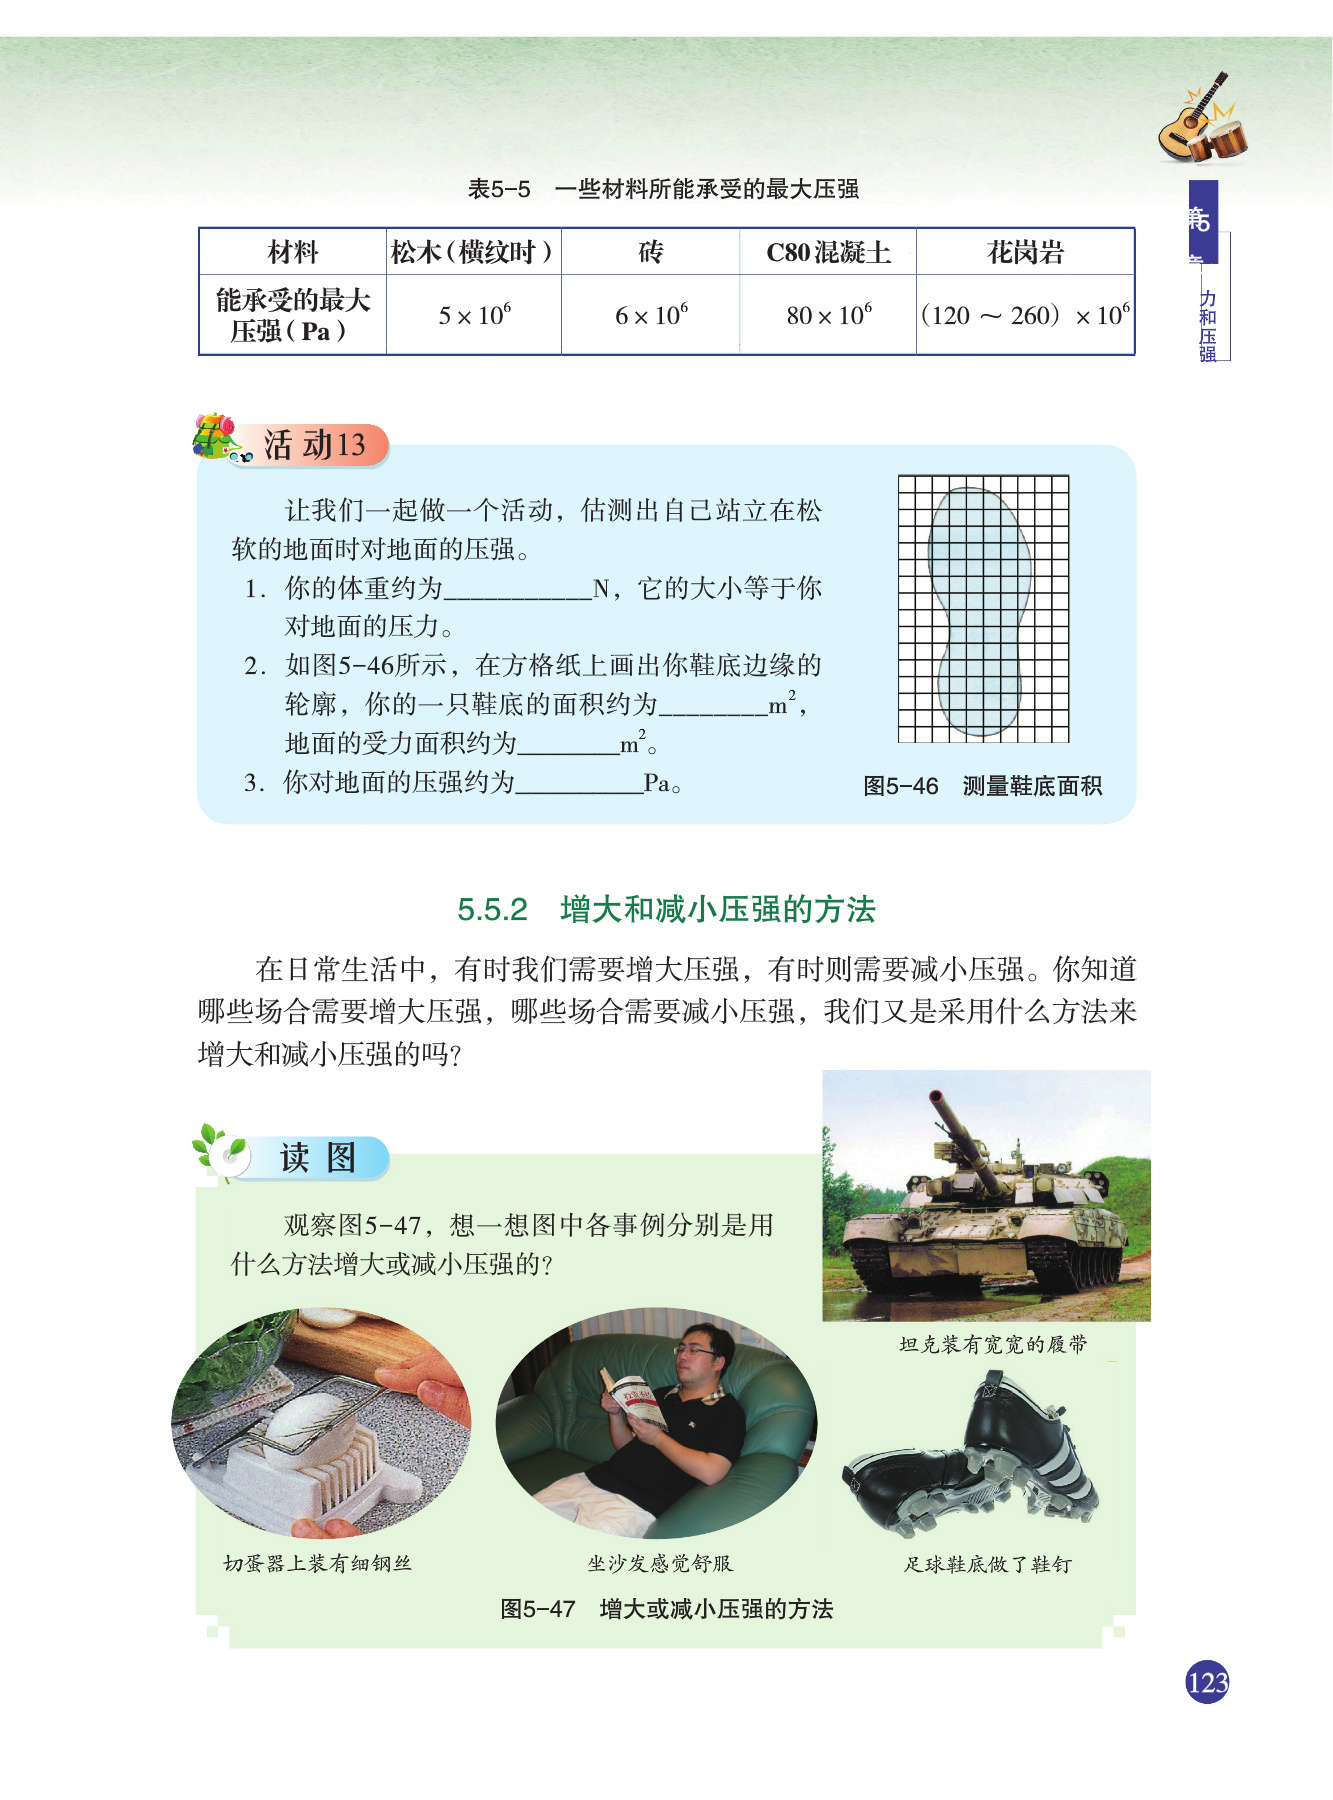 表5-5 一些材料所能承受的最大压强
材料 松木(横纹时) 砖 C80混凝土 花岗岩
能承受的最大
压强(Pa) 5×10⁶ 6×10⁶ 80×10⁶ (120～260)×10⁶
第5章
力和压强
活动13
让我们一起做一个活动，估测出自己站立在松
软的地面时对地面的压强。
1. 你的体重约为___________N，它的大小等于你
对地面的压力。
2. 如图5-46所示，在方格纸上画出你鞋底边缘的
轮廓，你的一只鞋底的面积约为________m²，
地面的受力面积约为________m²。
3. 你对地面的压强约为__________Pa。
图5-46 测量鞋底面积
5.5.2 增大和减小压强的方法
在日常生活中，有时我们需要增大压强，有时则需要减小压强。你知道
哪些场合需要增大压强，哪些场合需要减小压强，我们又是采用什么方法来
增大和减小压强的吗？
读图
观察图5-47，想一想图中各事例分别是用
什么方法增大或减小压强的？
坦克装有宽宽的履带
切蛋器上装有细钢丝
坐沙发感觉舒服
足球鞋底做了鞋钉
图5-47 增大或减小压强的方法
123